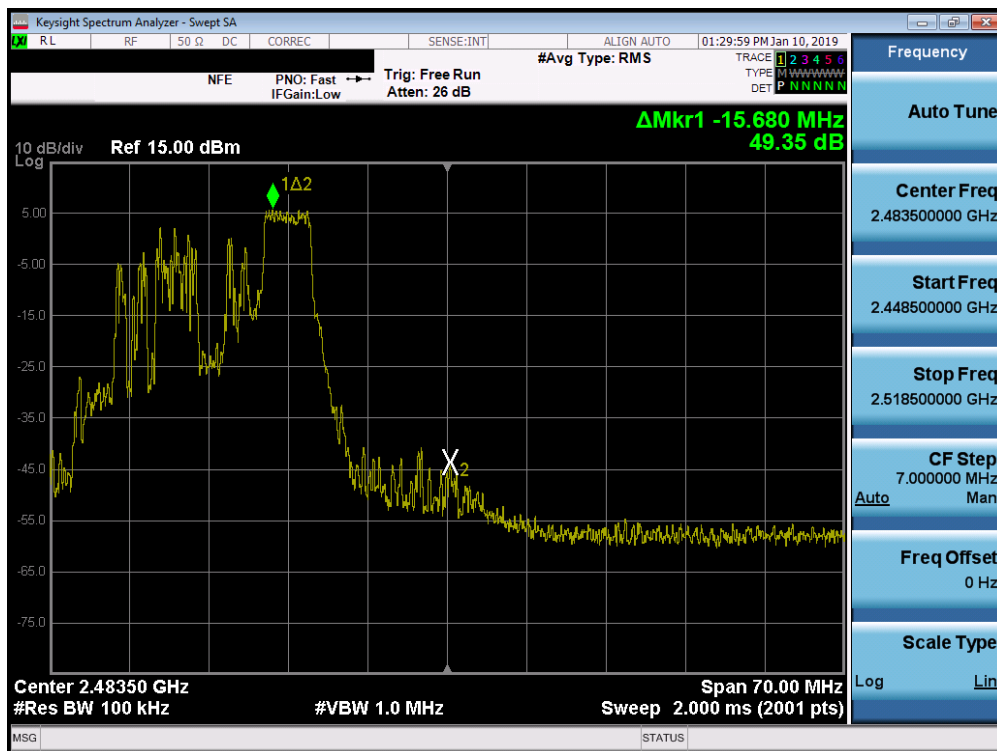 Keysight Spectrum Analyzer - Swept SA
LXI RL RF 50 Ω DC CORREC SENSE:INT ALIGN AUTO 01:29:59 PM Jan 10, 2019
NFE PNO: Fast Trig: Free Run #Avg Type: RMS TRACE 1 2 3 4 5 6
IFGain:Low Atten: 26 dB TYPE M W W W W W
DET P N N N N N
ΔMkr1 -15.680 MHz
49.35 dB
10 dB/div Ref 15.00 dBm
Log
1Δ2
5.00
-5.00
-15.0
-25.0
-35.0
-45.0
2
-55.0
-65.0
-75.0
Center 2.48350 GHz Span 70.00 MHz
#Res BW 100 kHz #VBW 1.0 MHz Sweep 2.000 ms (2001 pts)
MSG STATUS
Frequency
Auto Tune
Center Freq
2.483500000 GHz
Start Freq
2.448500000 GHz
Stop Freq
2.518500000 GHz
CF Step
7.000000 MHz
Auto Man
Freq Offset
0 Hz
Scale Type
Log Lin